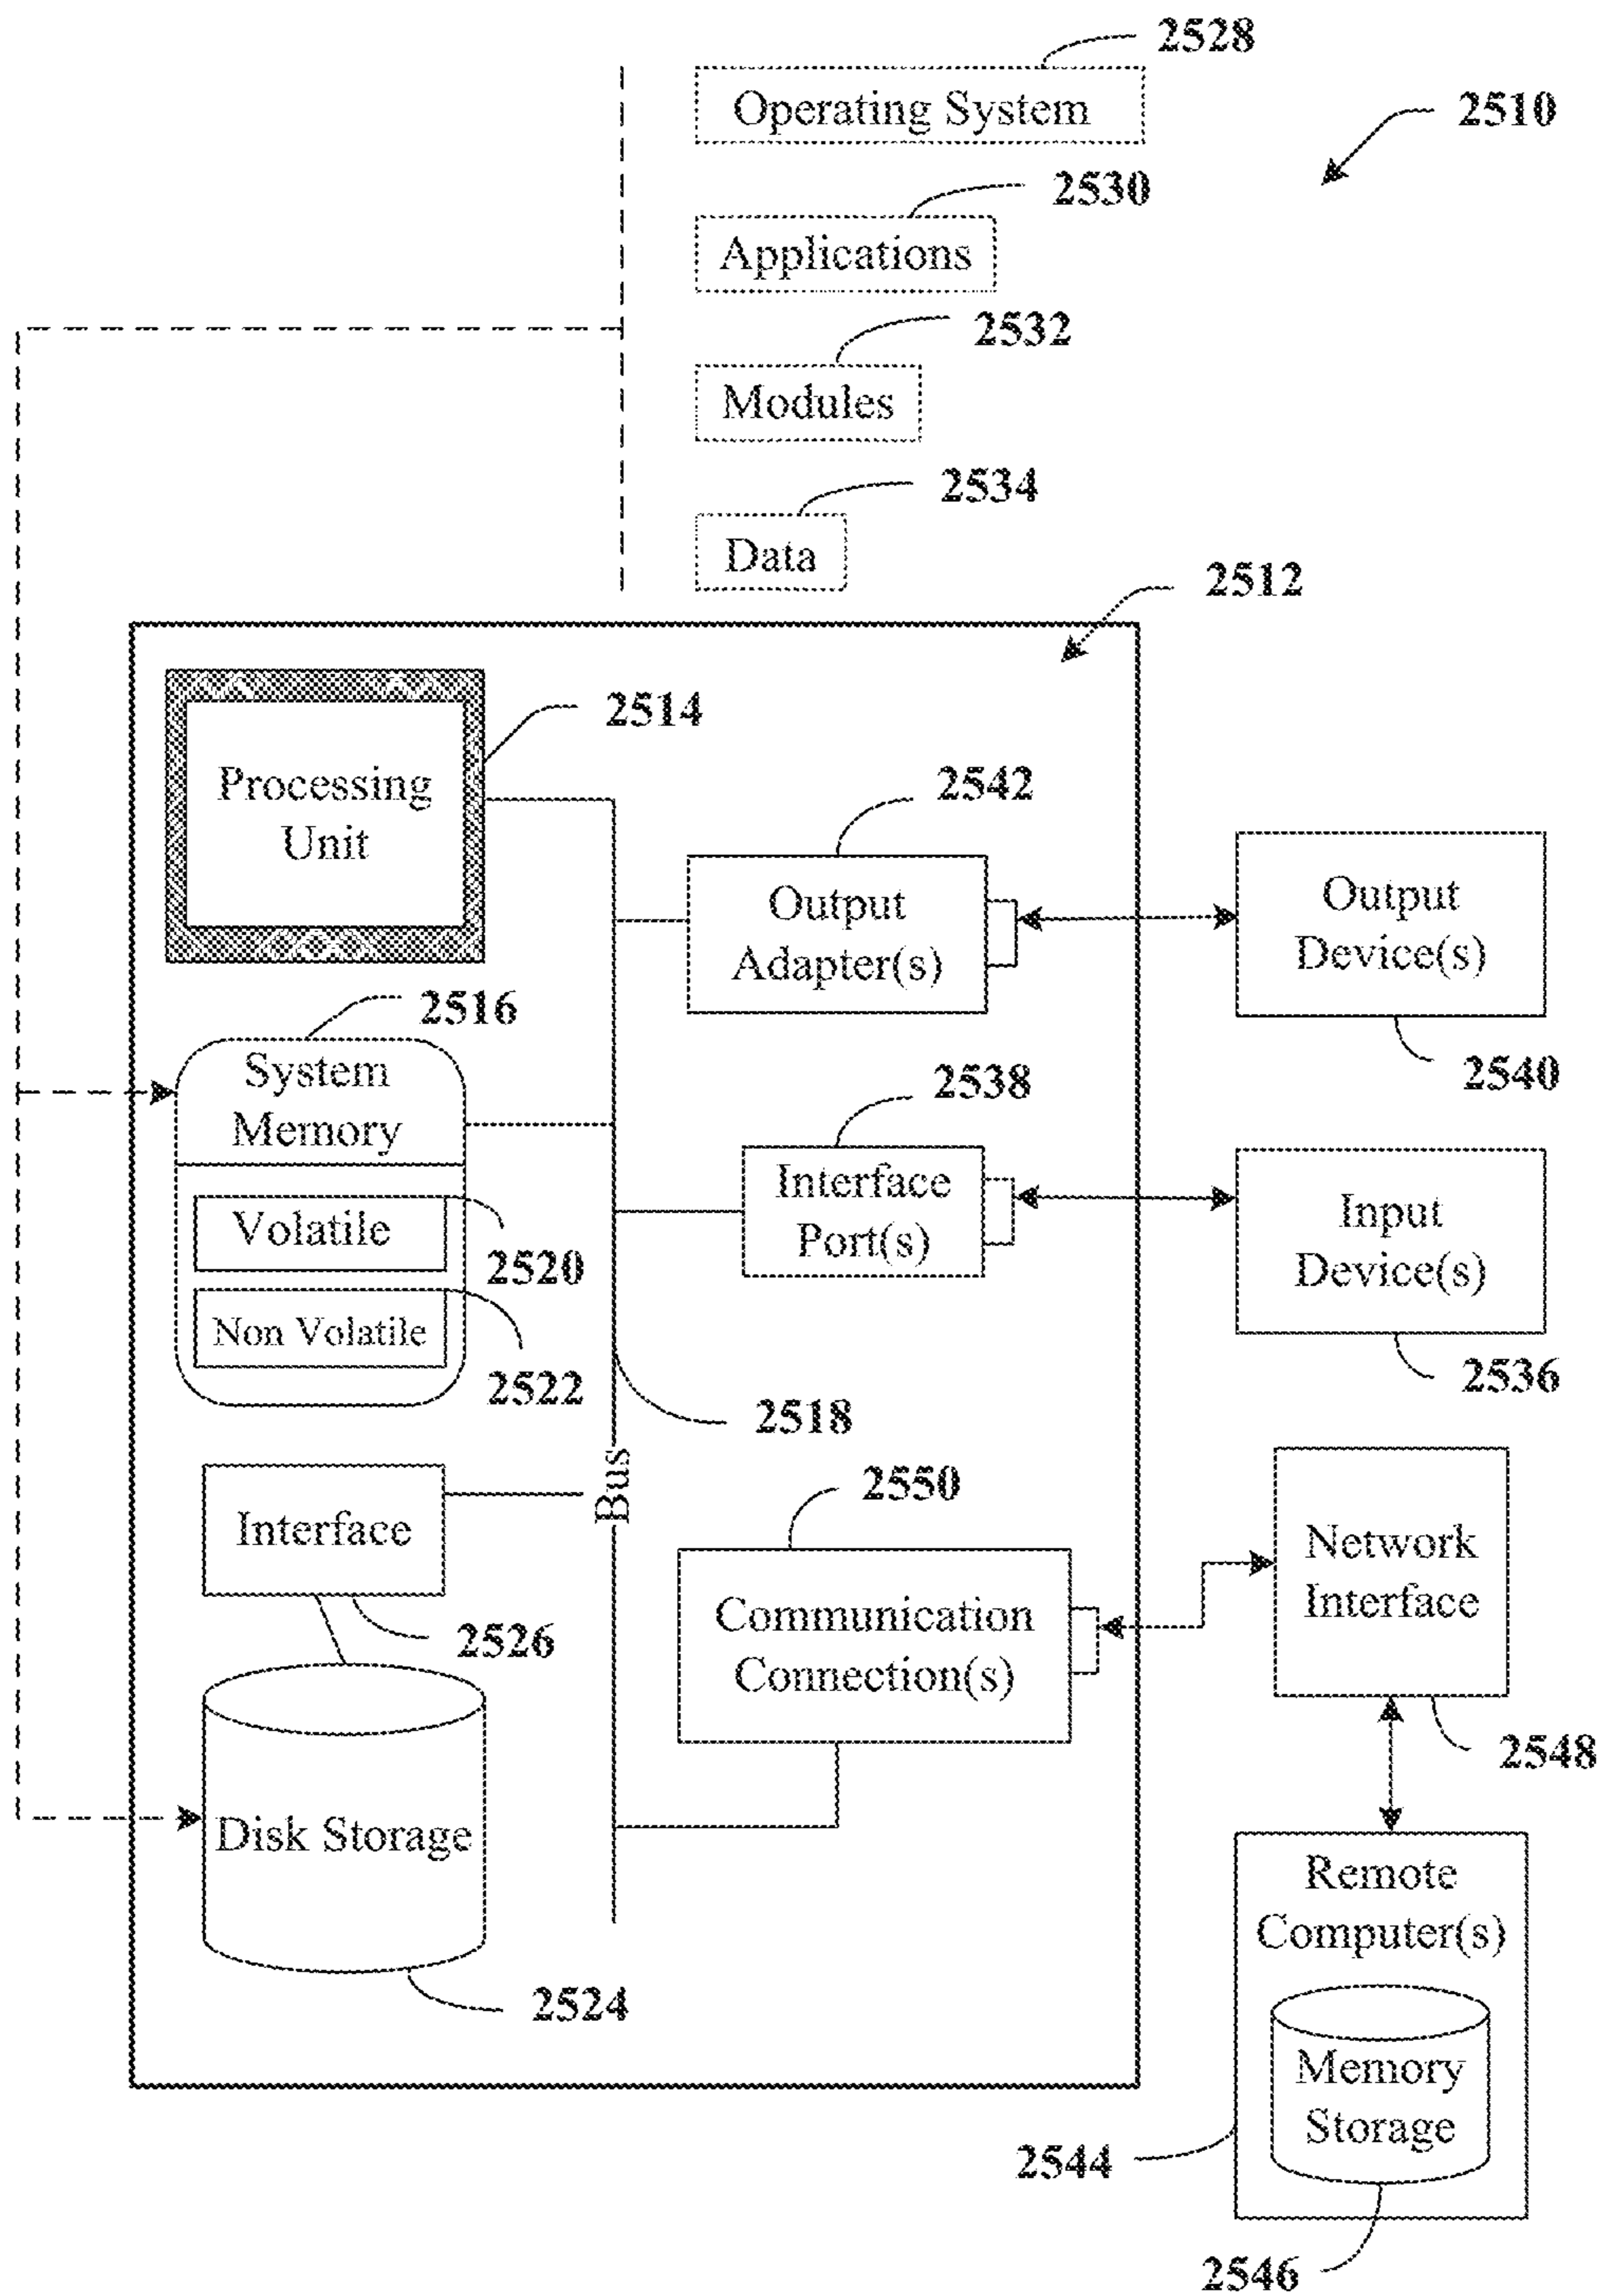 2528
Operating System
2510
2530
Applications
2532
Modules
2534
Data
2512
2514
Processing
Unit
2542
Output
Adapter(s)
Output
Device(s)
2540
2516
System
Memory
2538
Interface
Port(s)
Input
Device(s)
2536
Volatile
2520
Non Volatile
2522
2518
Bus
2550
Interface
2526
Communication
Connection(s)
Network
Interface
2548
Disk Storage
2524
Remote
Computer(s)
Memory
Storage
2544
2546